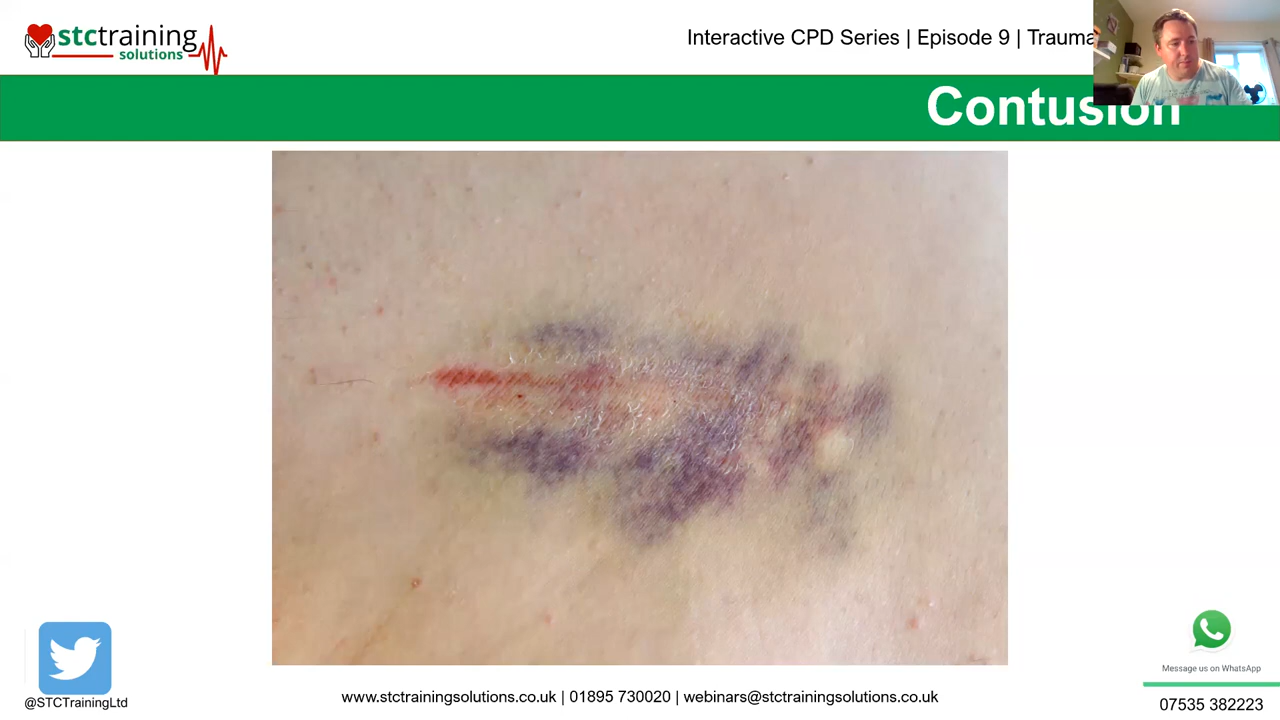 stctraining
solutions
Interactive CPD Series | Episode 9 | Trauma
Contusion
@STCTrainingLtd
www.stctrainingsolutions.co.uk | 01895 730020 | webinars@stctrainingsolutions.co.uk
Message us on WhatsApp
07535 382223